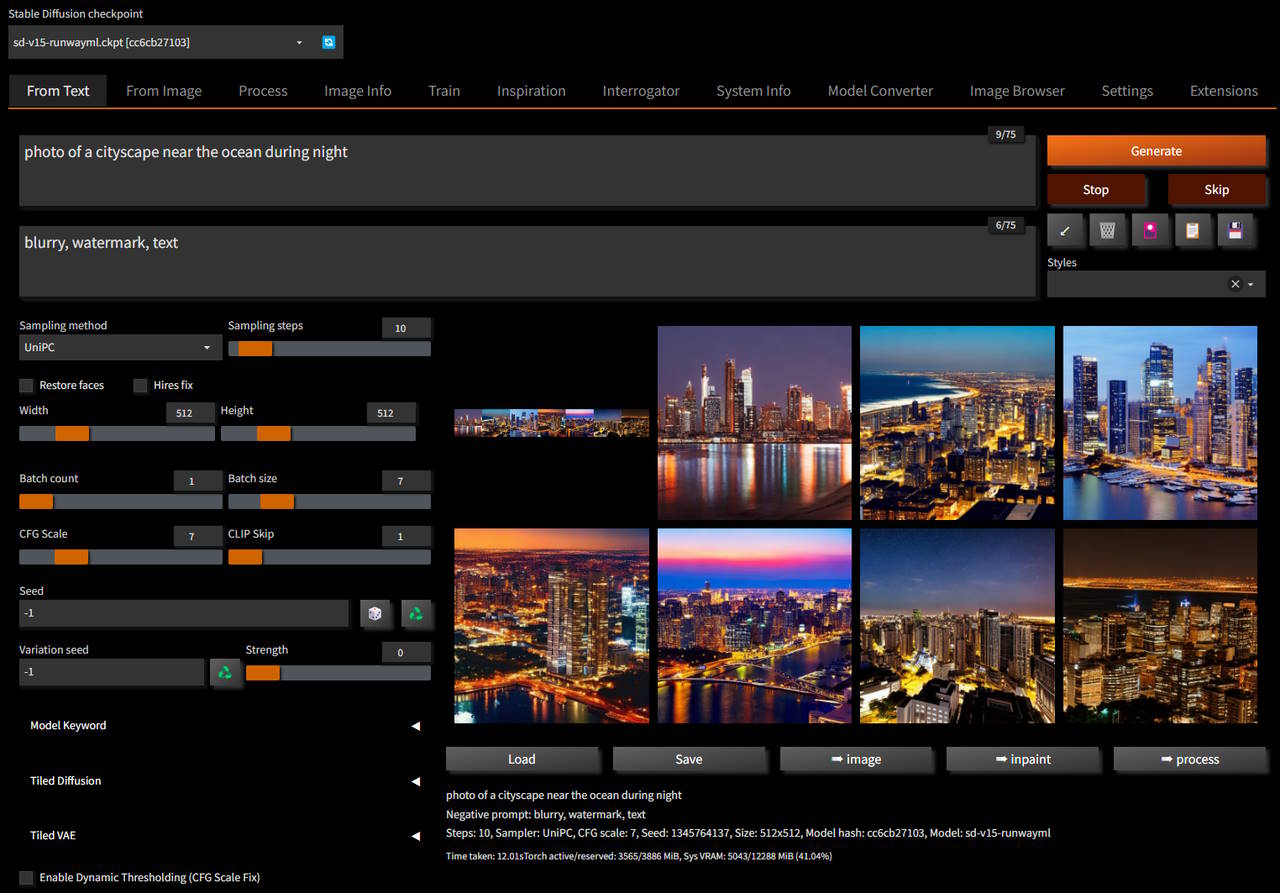 Stable Diffusion checkpoint
sd-v15-runwayml.ckpt [cc6cb27103]
From Text From Image Process Image Info Train Inspiration Interrogator System Info Model Converter Image Browser Settings Extensions
9/75
photo of a cityscape near the ocean during night
Generate
Stop Skip
6/75
blurry, watermark, text
Styles
Sampling method Sampling steps 10
UniPC
Restore faces Hires fix
Width 512 Height 512
Batch count 1 Batch size 7
CFG Scale 7 CLIP Skip 1
Seed
-1
Variation seed Strength 0
-1
Model Keyword
Tiled Diffusion
Tiled VAE
Enable Dynamic Thresholding (CFG Scale Fix)
Load Save ➡ image ➡ inpaint ➡ process
photo of a cityscape near the ocean during night
Negative prompt: blurry, watermark, text
Steps: 10, Sampler: UniPC, CFG scale: 7, Seed: 1345764137, Size: 512x512, Model hash: cc6cb27103, Model: sd-v15-runwayml
Time taken: 12.01sTorch active/reserved: 3565/3886 MiB, Sys VRAM: 5043/12288 MiB (41.04%)